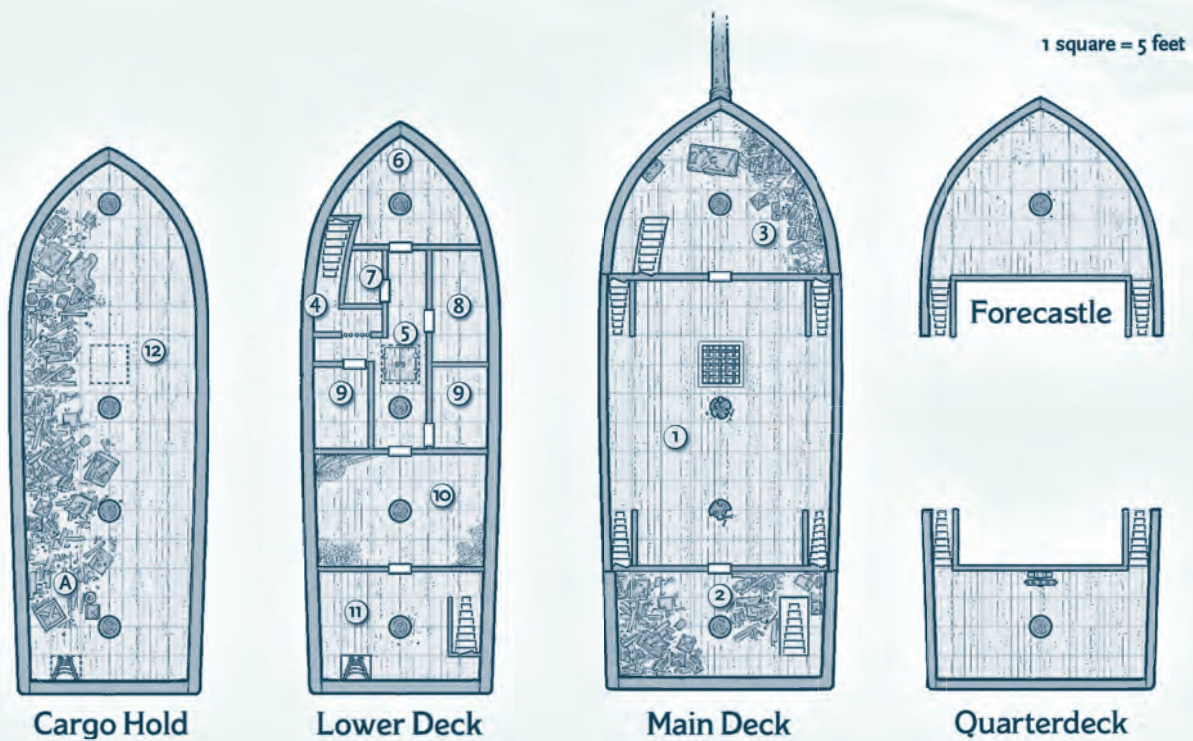 1 square = 5 feet
6
3
7
4
8
Forecastle
5
12
9
9
1
10
A
2
11
Cargo Hold
Lower Deck
Main Deck
Quarterdeck